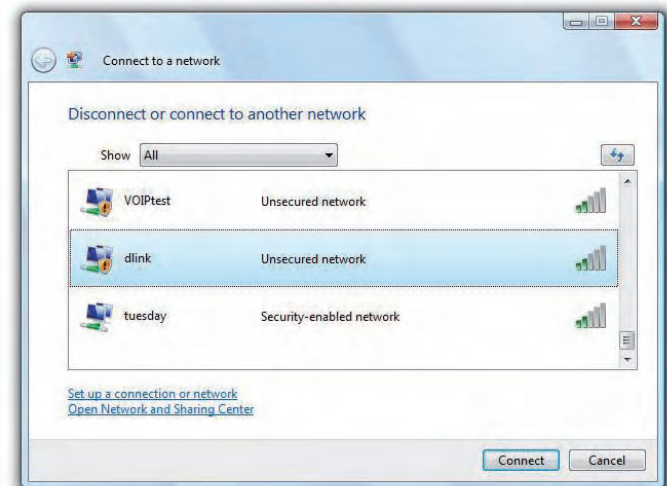 Connect to a network
Disconnect or connect to another network
Show All
VOIPtest Unsecured network
dlink Unsecured network
tuesday Security-enabled network
Set up a connection or network
Open Network and Sharing Center
Connect Cancel